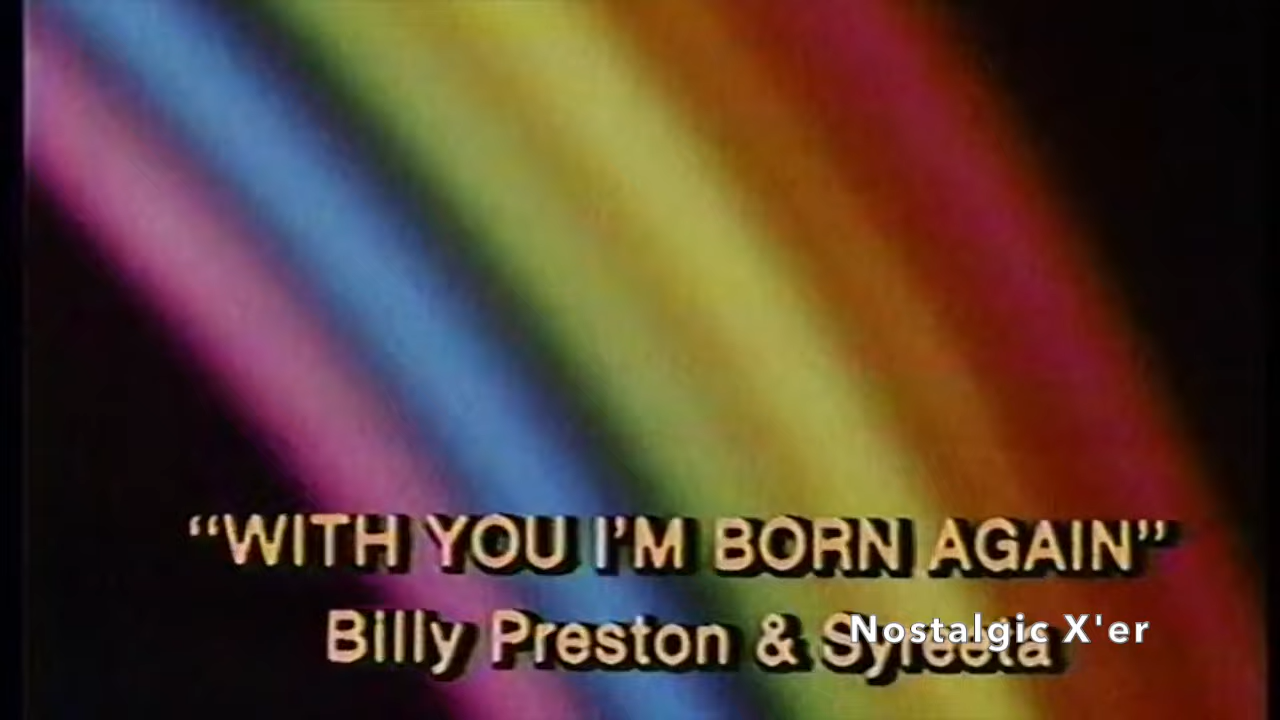 “WITH YOU I’M BORN AGAIN”
Billy Preston & Syreeta
Nostalgic X'er